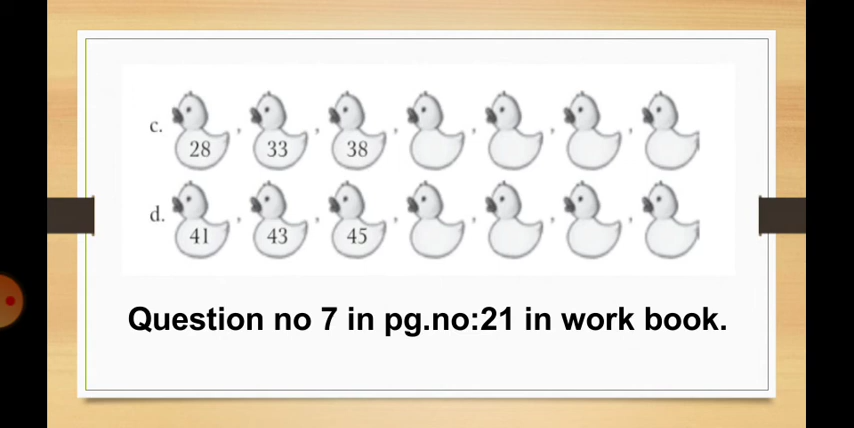 c. 28 , 33 , 38 , , , ,
d. 41 , 43 , 45 , , , ,
Question no 7 in pg.no:21 in work book.